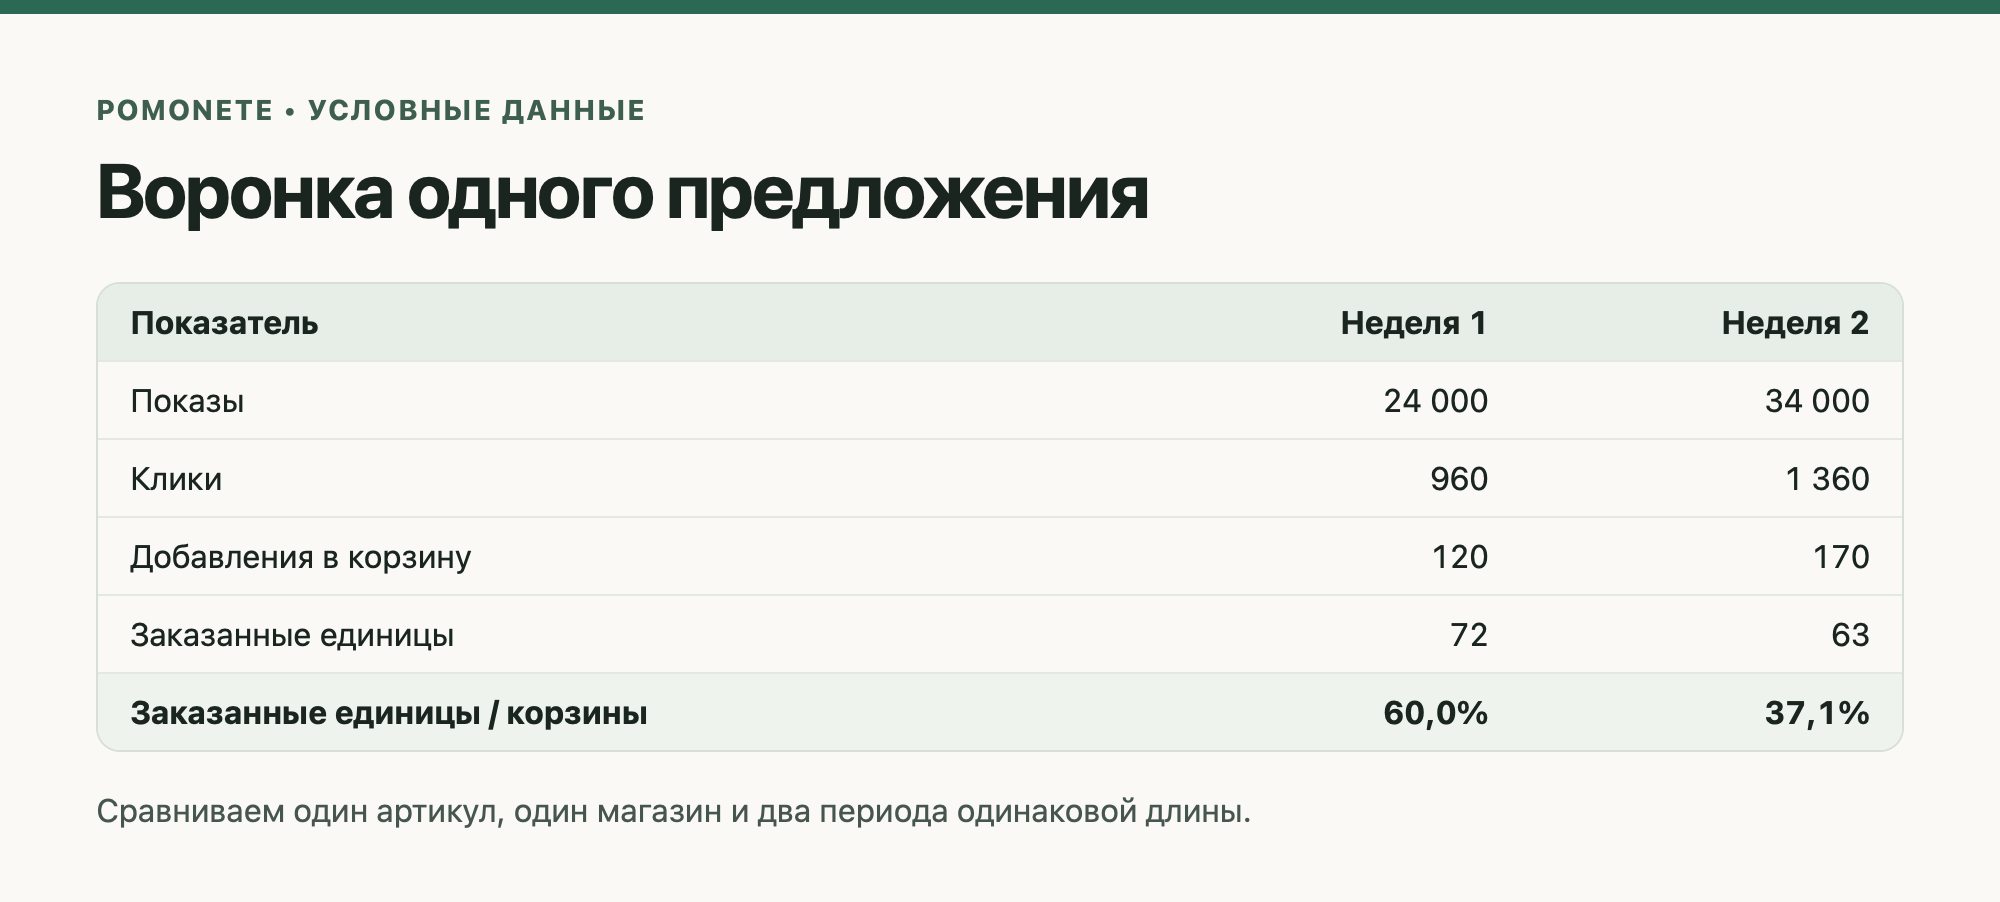 POMONETE • УСЛОВНЫЕ ДАННЫЕ
Воронка одного предложения
Показатель Неделя 1 Неделя 2
Показы 24 000 34 000
Клики 960 1 360
Добавления в корзину 120 170
Заказанные единицы 72 63
Заказанные единицы / корзины 60,0% 37,1%
Сравниваем один артикул, один магазин и два периода одинаковой длины.